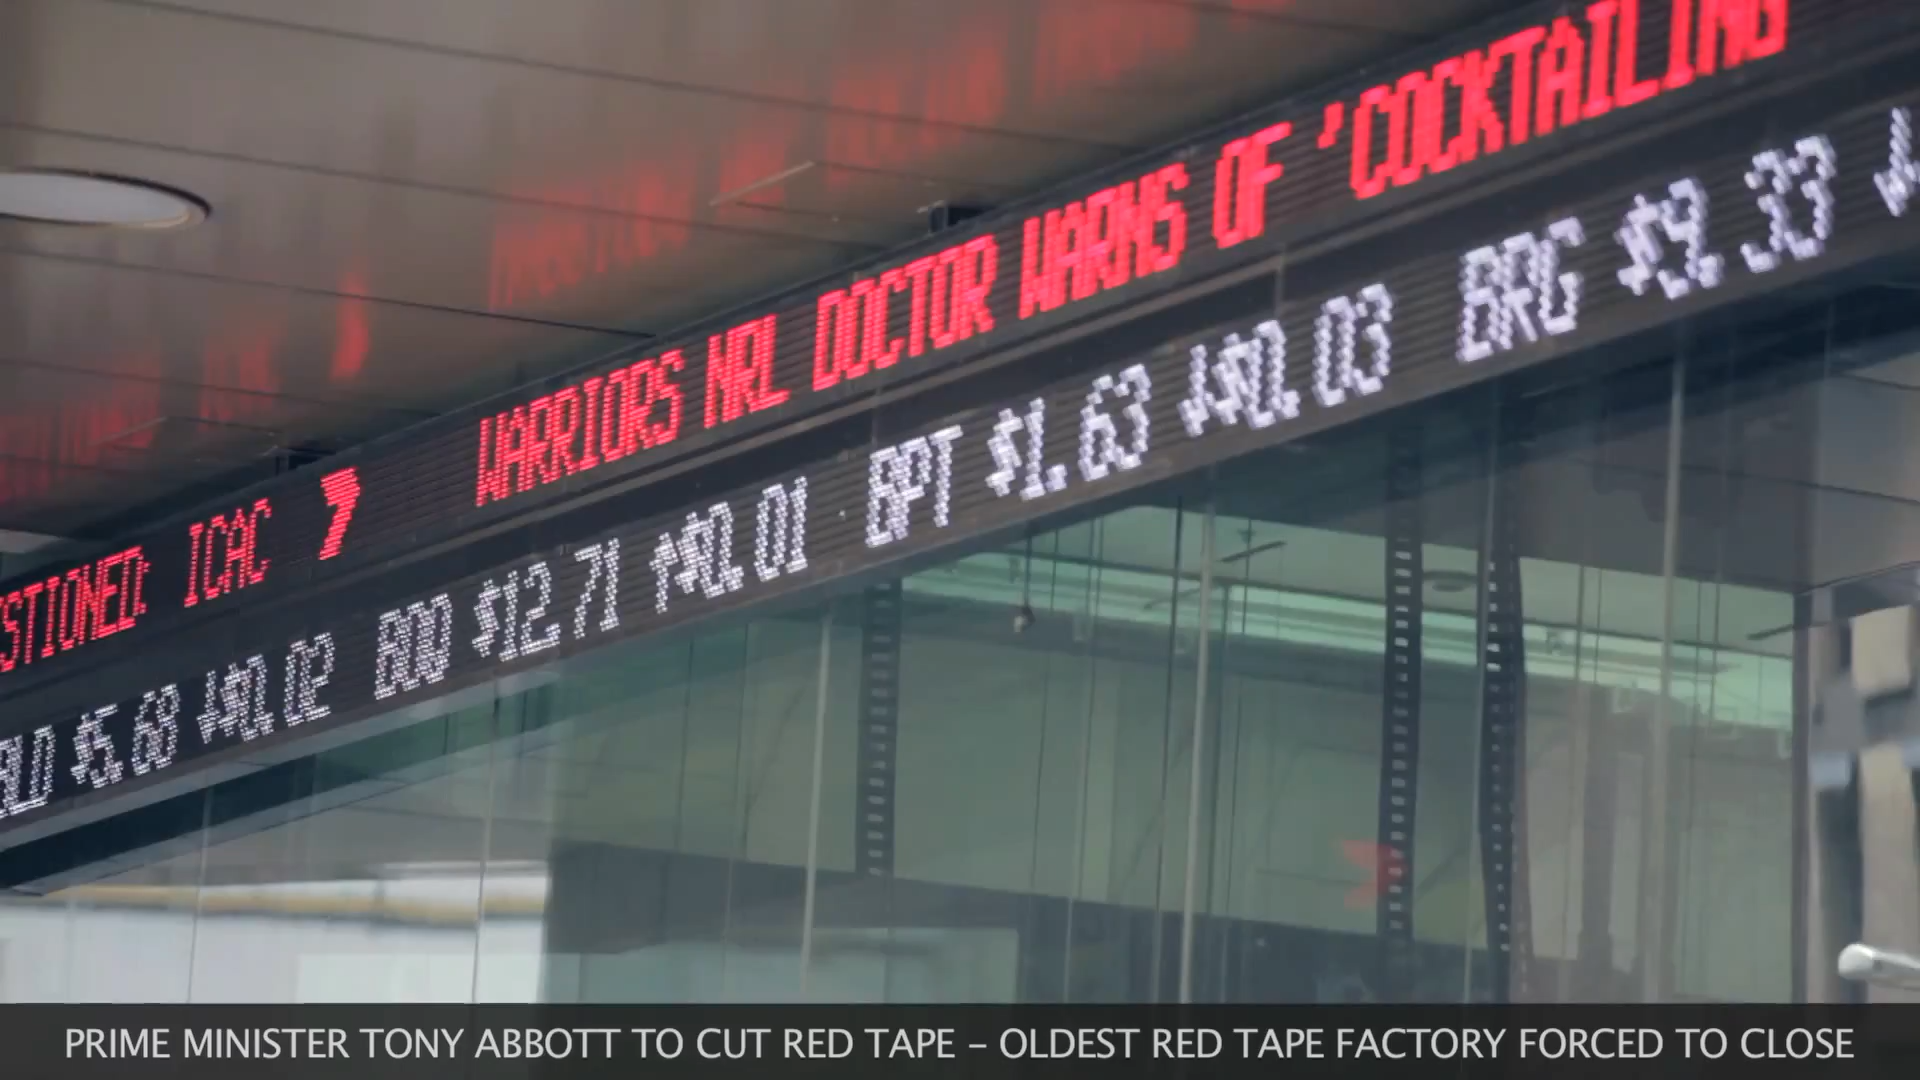 STIONED: ICAC 7 WARRIORS NRL DOCTOR WARNS OF 'COCKTAILING
BLD $5.68 ↓$0.02 BOQ $12.71 ↑$0.01 BPT $1.63 ↓$0.03 BRG $9.33
PRIME MINISTER TONY ABBOTT TO CUT RED TAPE – OLDEST RED TAPE FACTORY FORCED TO CLOSE